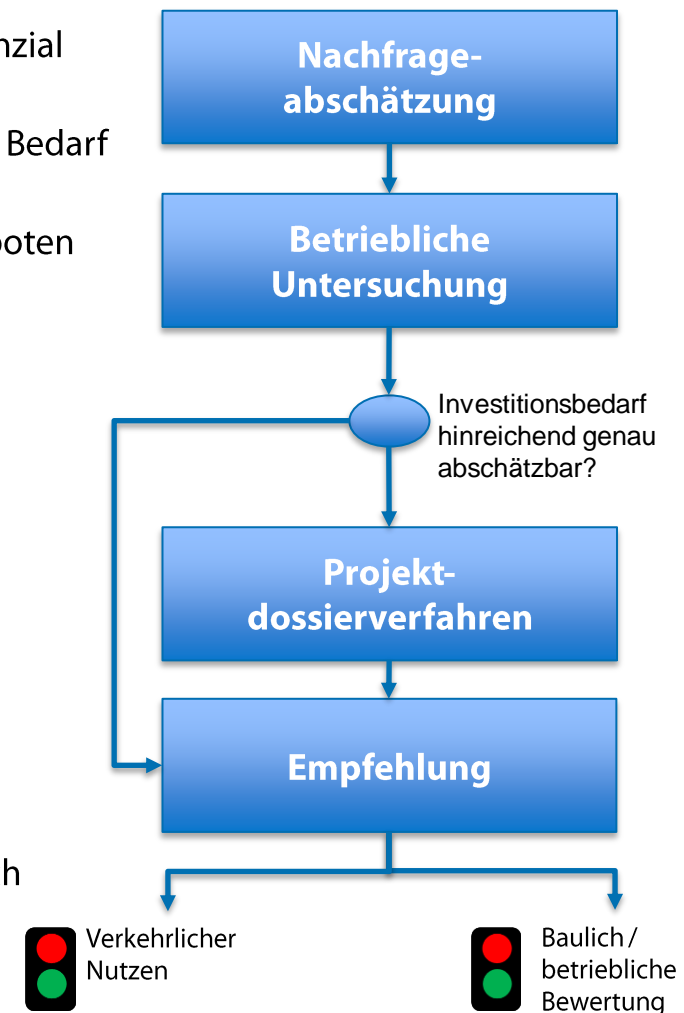 nzial
Bedarf
oten
Nachfrage-
abschätzung
Betriebliche
Untersuchung
Investitionsbedarf
hinreichend genau
abschätzbar?
Projekt-
dossierverfahren
Empfehlung
h
Verkehrlicher
Nutzen
Baulich /
betriebliche
Bewertung